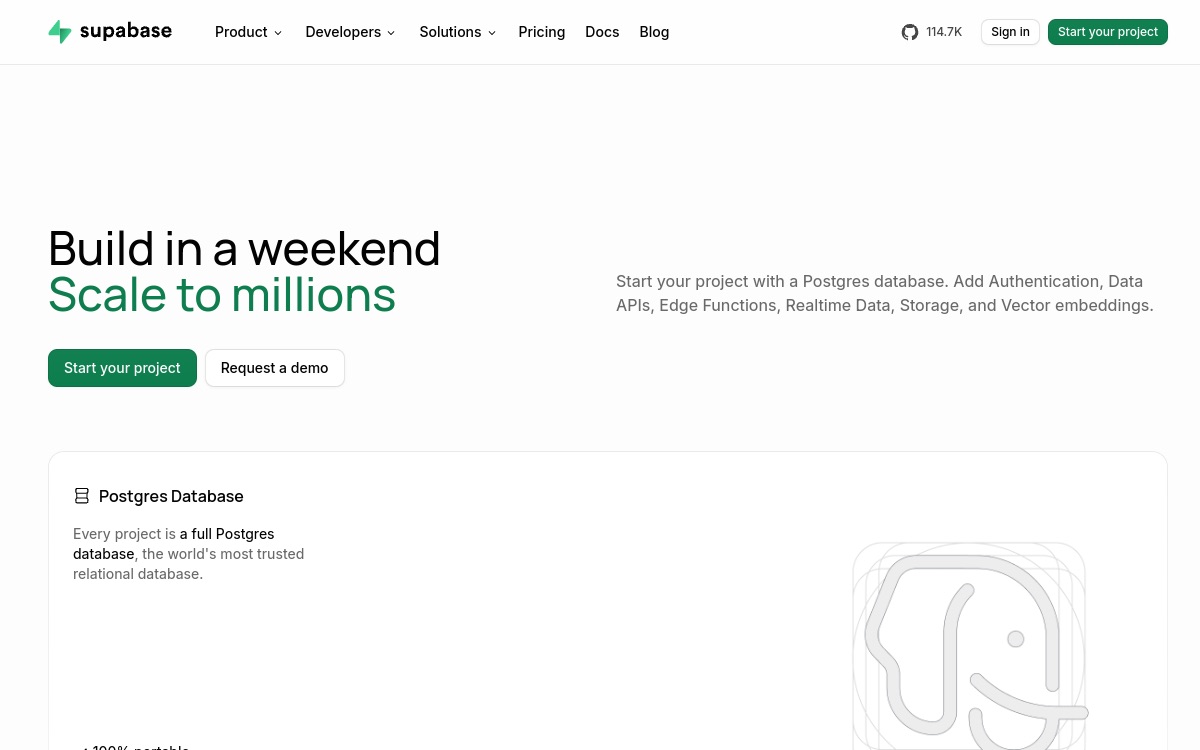 supabase
Product
Developers
Solutions
Pricing
Docs
Blog
114.7K
Sign in
Start your project
Build in a weekend
Scale to millions
Start your project with a Postgres database. Add Authentication, Data
APIs, Edge Functions, Realtime Data, Storage, and Vector embeddings.
Start your project
Request a demo
Postgres Database
Every project is a full Postgres
database, the world's most trusted
relational database.
100% portable